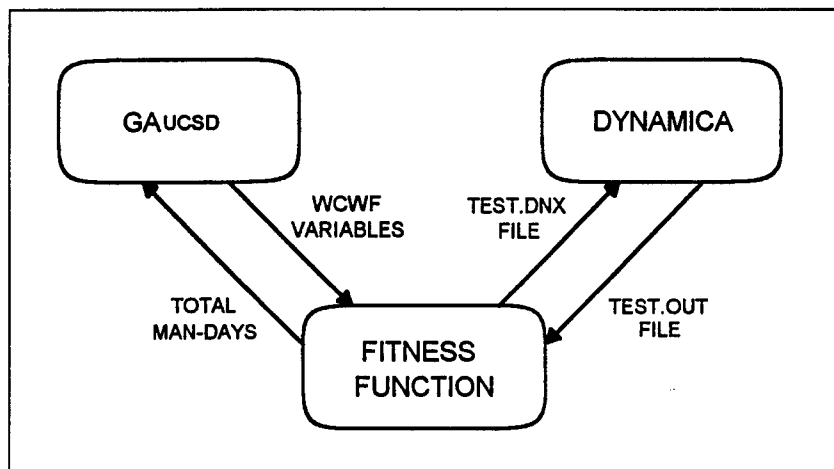 GAUCSD
DYNAMICA
WCWF
VARIABLES
TEST.DNX
FILE
TOTAL
MAN-DAYS
TEST.OUT
FILE
FITNESS
FUNCTION